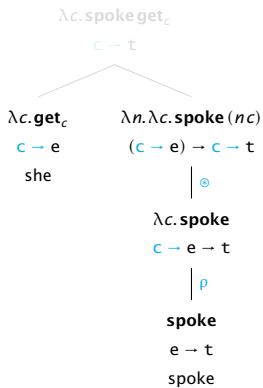 λc. spoke get_c
c → t
λc. get_c λn. λc. spoke (n c)
c → e (c → e) → c → t
she
⊛
λc. spoke
c → e → t
ρ
spoke
e → t
spoke